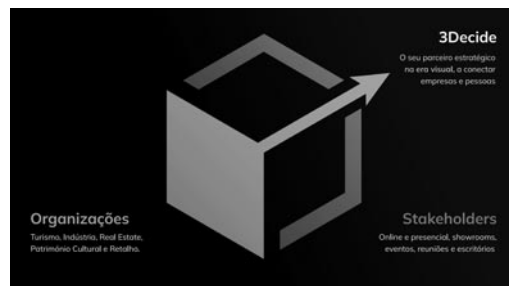 3Decide
O seu parceiro estratégico
na era visual, a conectar
empresas e pessoas
Organizações
Turismo, Indústria, Real Estate,
Património Cultural e Retalho.
Stakeholders
Online e presencial, showrooms,
eventos, reuniões e escritórios